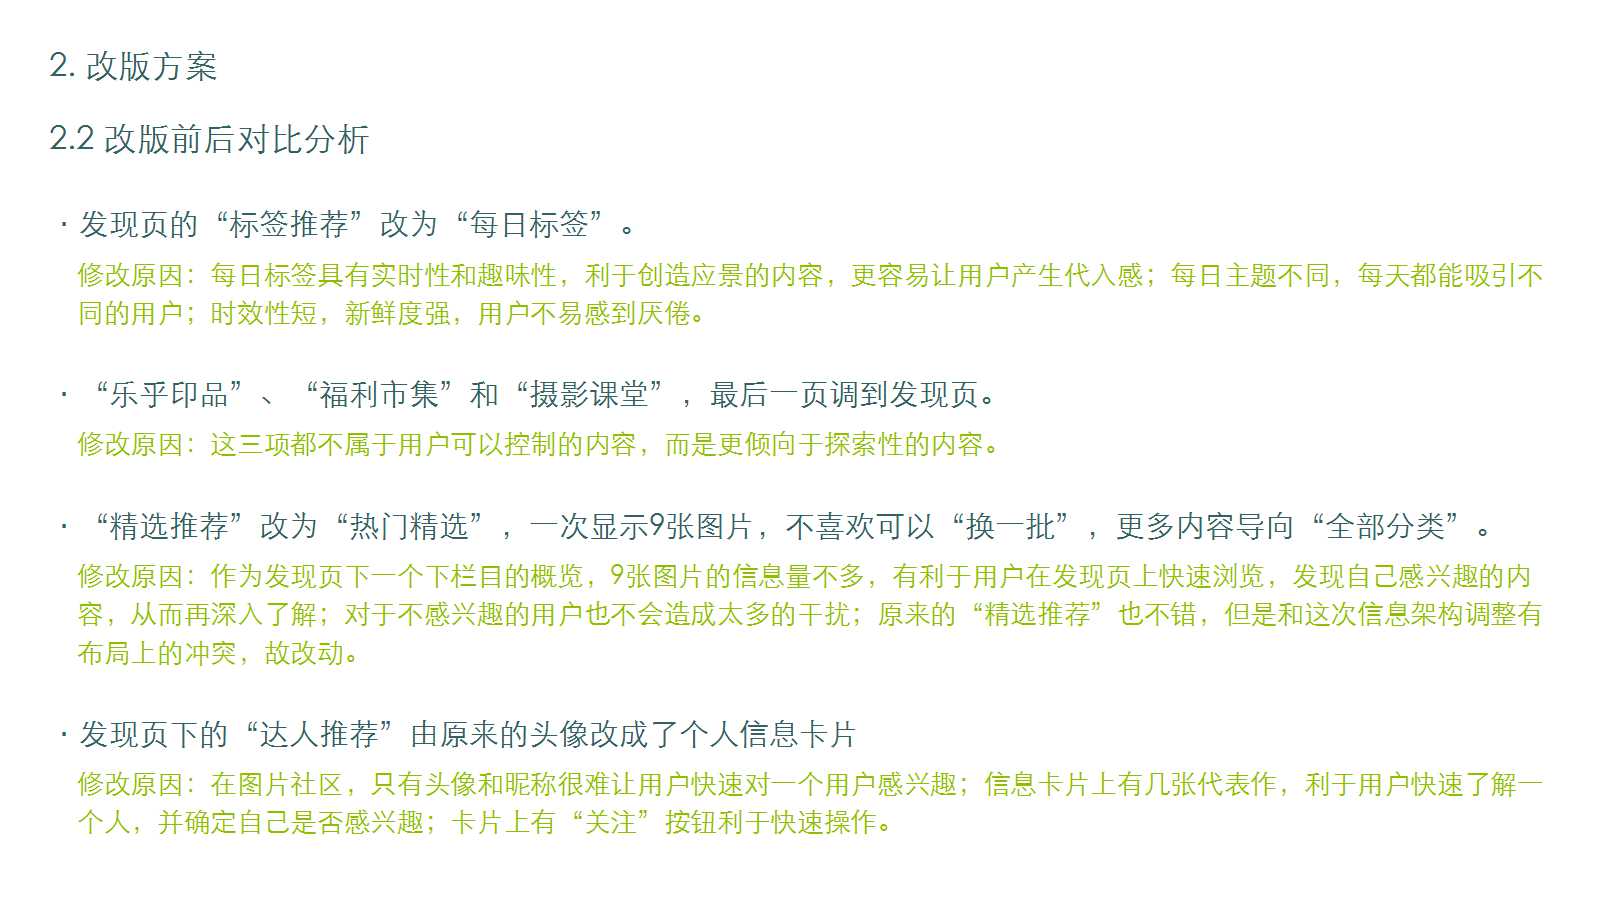 2. 改版方案
2.2 改版前后对比分析
· 发现页的“标签推荐”改为“每日标签”。
修改原因：每日标签具有实时性和趣味性，利于创造应景的内容，更容易让用户产生代入感；每日主题不同，每天都能吸引不
同的用户；时效性短，新鲜度强，用户不易感到厌倦。
· “乐乎印品”、“福利市集”和“摄影课堂”，最后一页调到发现页。
修改原因：这三项都不属于用户可以控制的内容，而是更倾向于探索性的内容。
· “精选推荐”改为“热门精选”，一次显示9张图片，不喜欢可以“换一批”，更多内容导向“全部分类”。
修改原因：作为发现页下一个下栏目的概览，9张图片的信息量不多，有利于用户在发现页上快速浏览，发现自己感兴趣的内
容，从而再深入了解；对于不感兴趣的用户也不会造成太多的干扰；原来的“精选推荐”也不错，但是和这次信息架构调整有
布局上的冲突，故改动。
· 发现页下的“达人推荐”由原来的头像改成了个人信息卡片
修改原因：在图片社区，只有头像和昵称很难让用户快速对一个用户感兴趣；信息卡片上有几张代表作，利于用户快速了解一
个人，并确定自己是否感兴趣；卡片上有“关注”按钮利于快速操作。